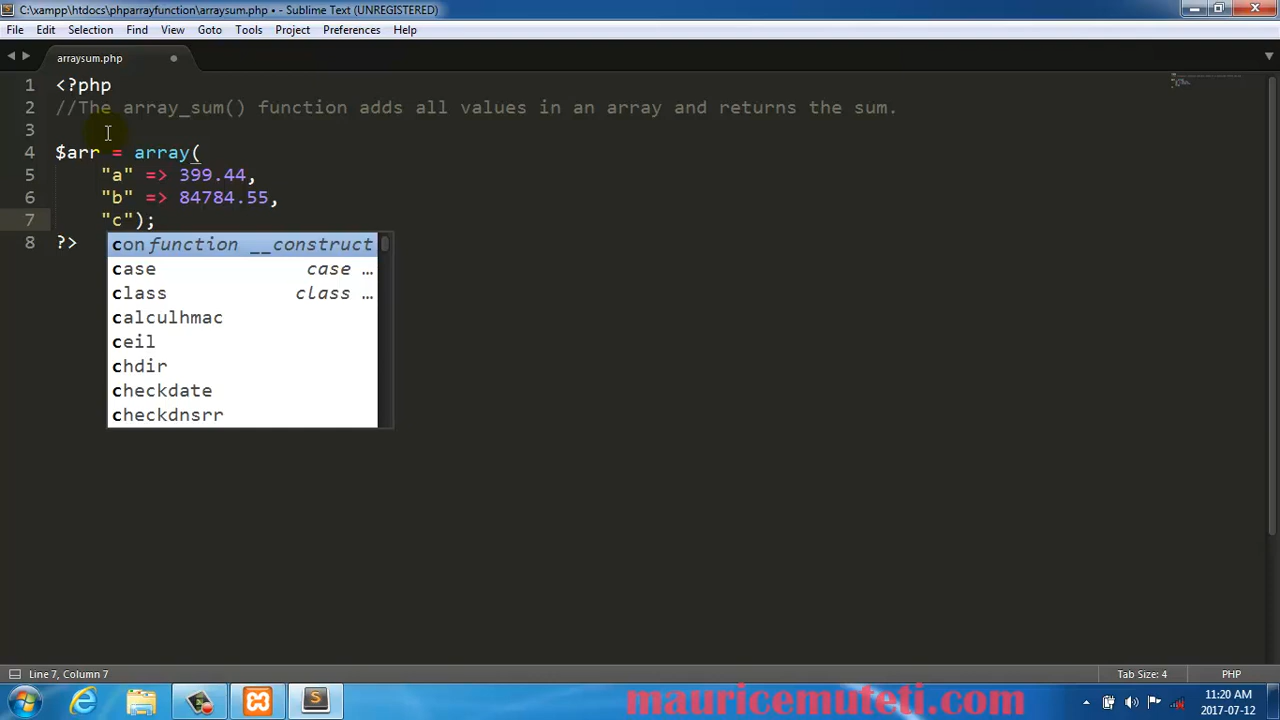 C:\xampp\htdocs\phparrayfunction\arraysum.php • - Sublime Text (UNREGISTERED)
File Edit Selection Find View Goto Tools Project Preferences Help
arraysum.php
1 <?php
2 //The array_sum() function adds all values in an array and returns the sum.
3
4 $arr = array(
5 "a" => 399.44,
6 "b" => 84784.55,
7 "c");
8 ?>
con function __construct
case case …
class class …
calculhmac
ceil
chdir
checkdate
checkdnsrr
Line 7, Column 7 Tab Size: 4 PHP
mauricemuteti.com
11:20 AM
2017-07-12